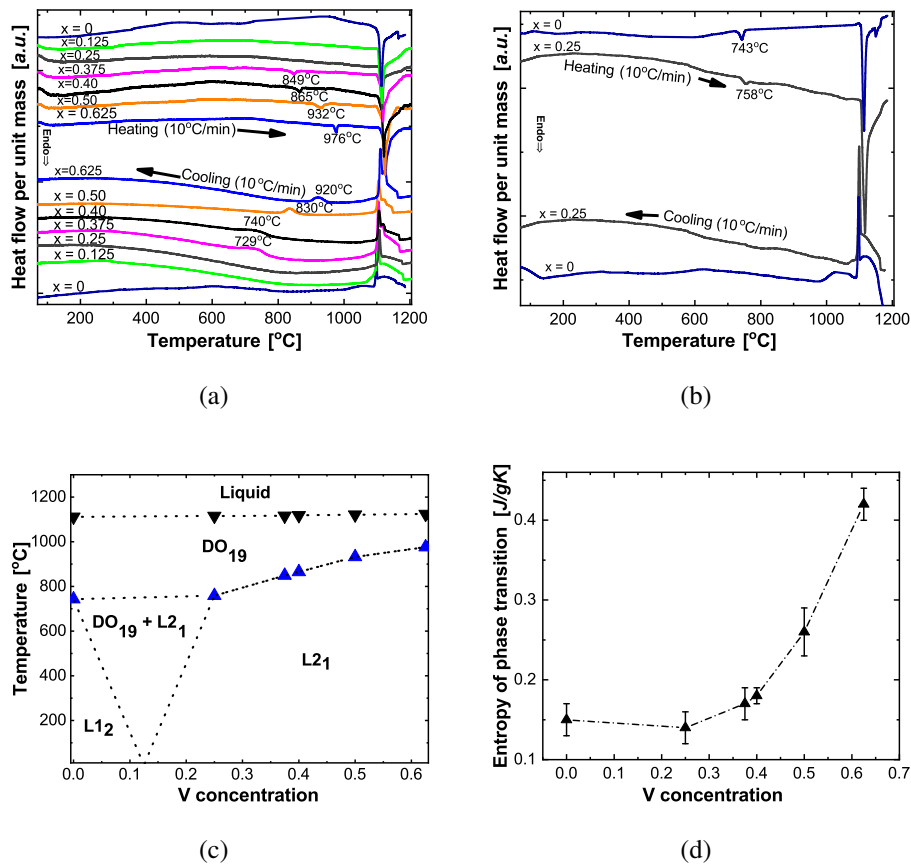 x = 0
x=0.125
x=0.25
x=0.375
849°C
x=0.40
865°C
x=0.50
932°C
x = 0.625
Heating (10°C/min)
976°C
Endo⇒
Cooling (10°C/min)
920°C
x=0.625
830°C
x = 0.50
x = 0.40
740°C
x = 0.375
729°C
x = 0.25
x = 0.125
x = 0
200 400 600 800 1000 1200
Temperature [°C]
Heat flow per unit mass [a.u.]
(a)
x = 0
743°C
x = 0.25
Heating (10°C/min)
758°C
Endo⇒
x = 0.25
Cooling (10°C/min)
x = 0
200 400 600 800 1000 1200
Temperature [°C]
Heat flow per unit mass [a.u.]
(b)
Liquid
DO19
DO19 + L21
L21
L12
1200
1000
800
600
400
200
0.0 0.1 0.2 0.3 0.4 0.5 0.6
V concentration
Temperature [°C]
(c)
0.4
0.3
0.2
0.1
0.0 0.1 0.2 0.3 0.4 0.5 0.6 0.7
V concentration
Entropy of phase transition [J/gK]
(d)